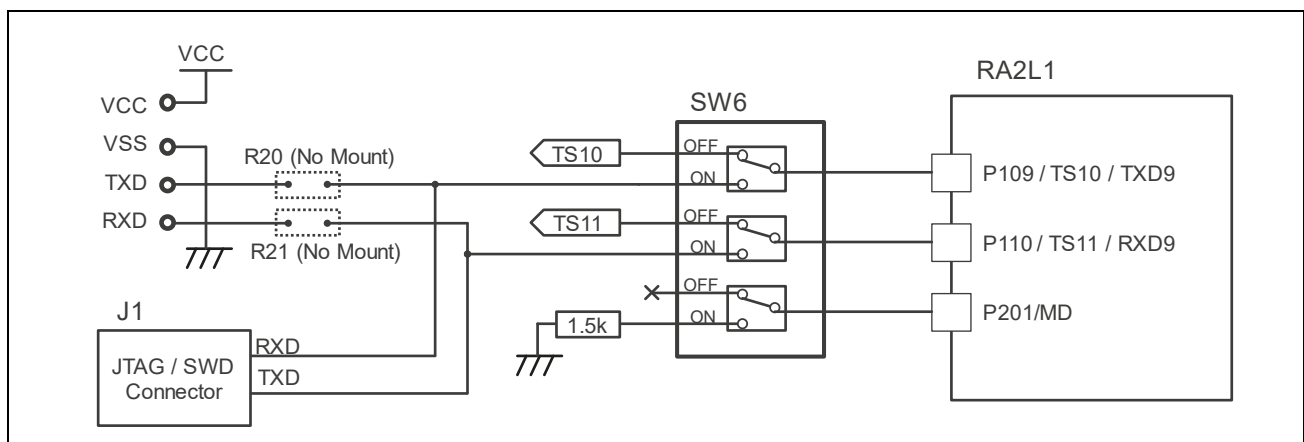 VCC
VCC
VSS
TXD
RXD
R20 (No Mount)
R21 (No Mount)
J1
JTAG / SWD
Connector
RXD
TXD
TS10
TS11
1.5k
SW6
OFF
ON
OFF
ON
OFF
ON
RA2L1
P109 / TS10 / TXD9
P110 / TS11 / RXD9
P201/MD